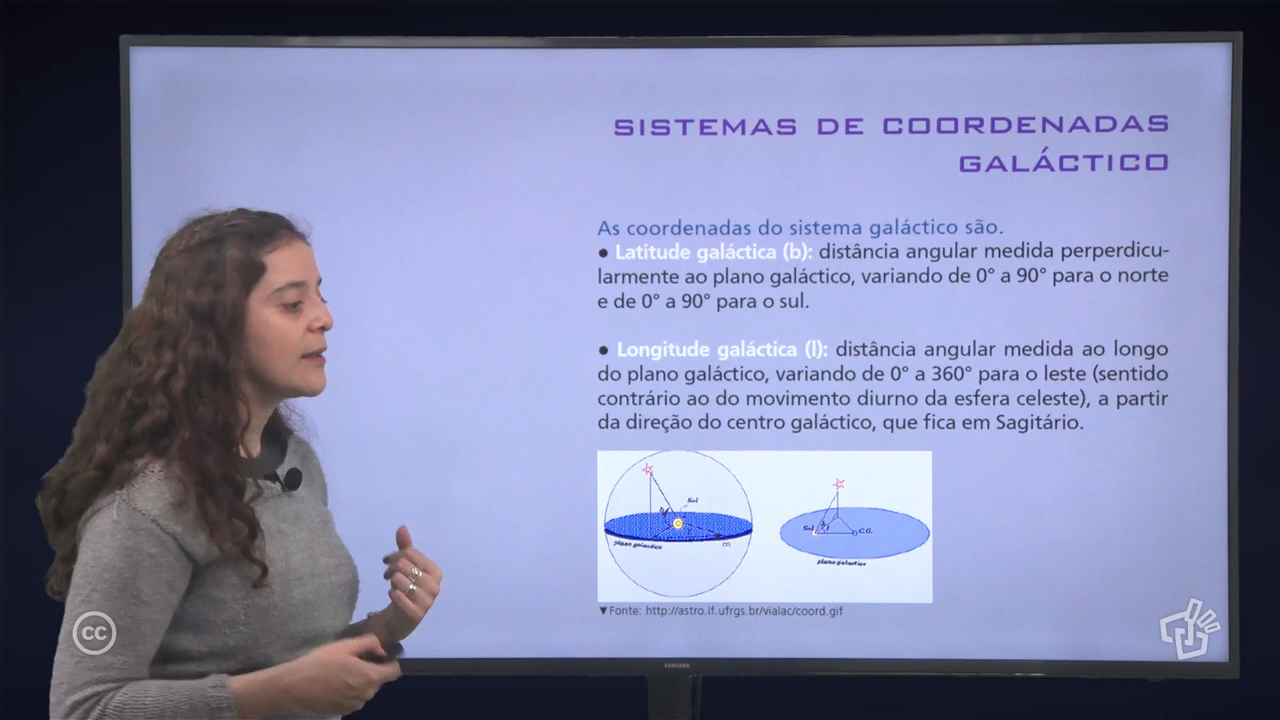 SISTEMAS DE COORDENADAS
GALÁCTICO
As coordenadas do sistema galáctico são.
● Latitude galáctica (b): distância angular medida perperdicu-
larmente ao plano galáctico, variando de 0° a 90° para o norte
e de 0° a 90° para o sul.
● Longitude galáctica (l): distância angular medida ao longo
do plano galáctico, variando de 0° a 360° para o leste (sentido
contrário ao do movimento diurno da esfera celeste), a partir
da direção do centro galáctico, que fica em Sagitário.
Sol
b
plano galáctico
CG
Sol
b
l
C.G.
plano galáctico
▼Fonte: http://astro.if.ufrgs.br/vialac/coord.gif
SAMSUNG
cc